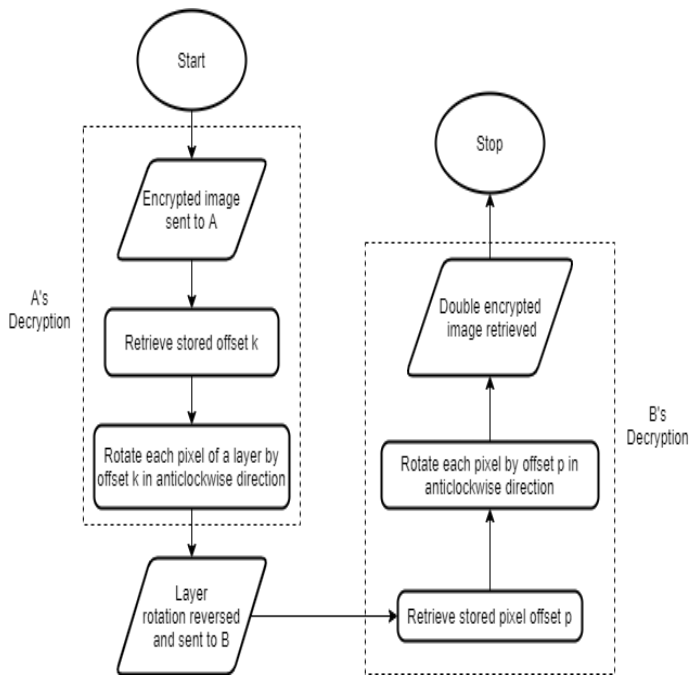 Start
Encrypted image
sent to A
A's
Decryption
Retrieve stored offset k
Rotate each pixel of a layer by
offset k in anticlockwise direction
Layer
rotation reversed
and sent to B
Retrieve stored pixel offset p
Rotate each pixel by offset p in
anticlockwise direction
B's
Decryption
Double encrypted
image retrieved
Stop